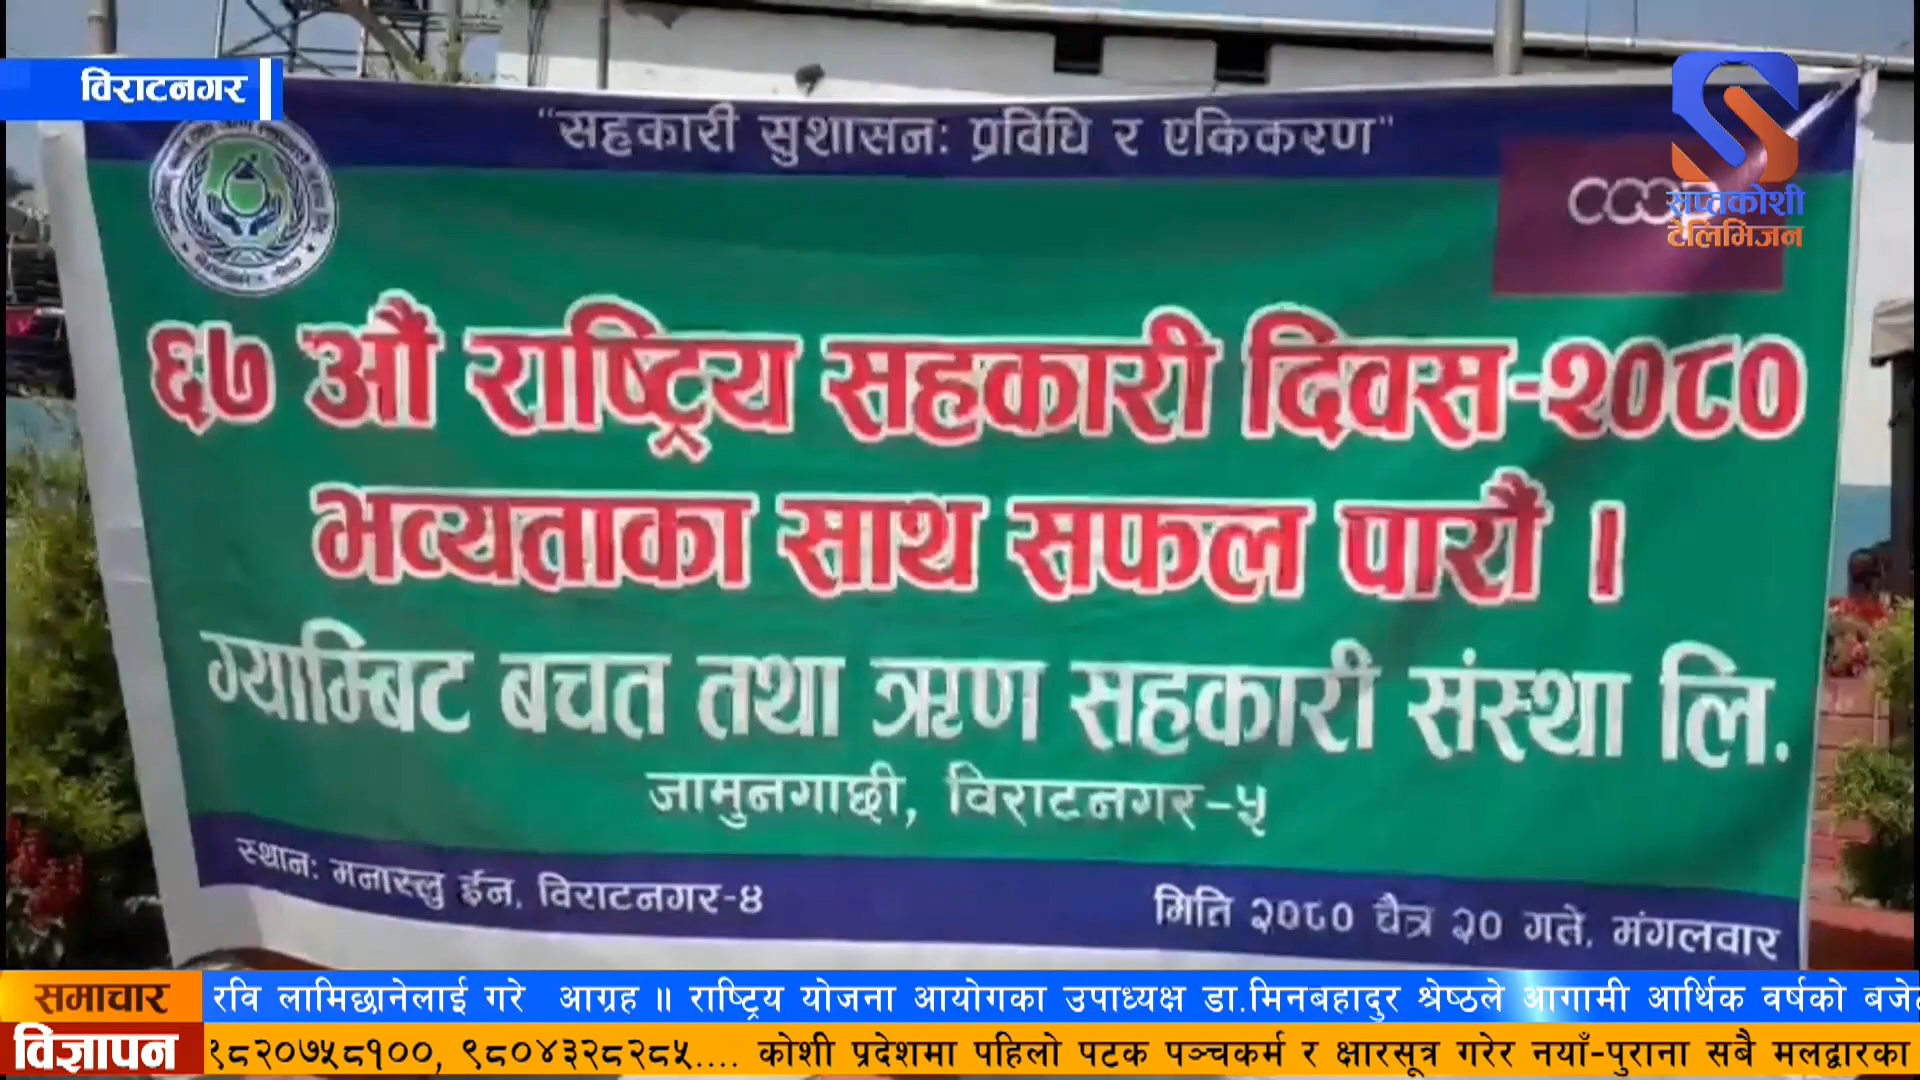 विराटनगर
"सहकारी सुशासन: प्रविधि र एकिकरण"
सप्तकोशी
टेलिभिजन
६७ औं राष्ट्रिय सहकारी दिवस-२०८०
भव्यताका साथ सफल पारौं ।
ग्याम्बिट बचत तथा ऋण सहकारी संस्था लि.
जामुनगाछी, विराटनगर-५
स्थान: मनास्लु ईन, विराटनगर-४
मिति २०८० चैत्र २० गते, मंगलवार
समाचार रवि लामिछानेलाई गरे आग्रह ॥ राष्ट्रिय योजना आयोगका उपाध्यक्ष डा.मिनबहादुर श्रेष्ठले आगामी आर्थिक वर्षको
विज्ञापन ९८२०७५८१००, ९८०४३२८२८५.... कोशी प्रदेशमा पहिलो पटक पञ्चकर्म र क्षारसूत्र गरेर नयाँ-पुराना सबै मलद्वारका